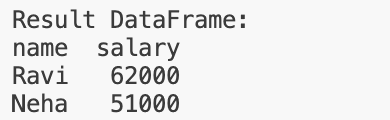 Result DataFrame:
name  salary
Ravi   62000
Neha   51000